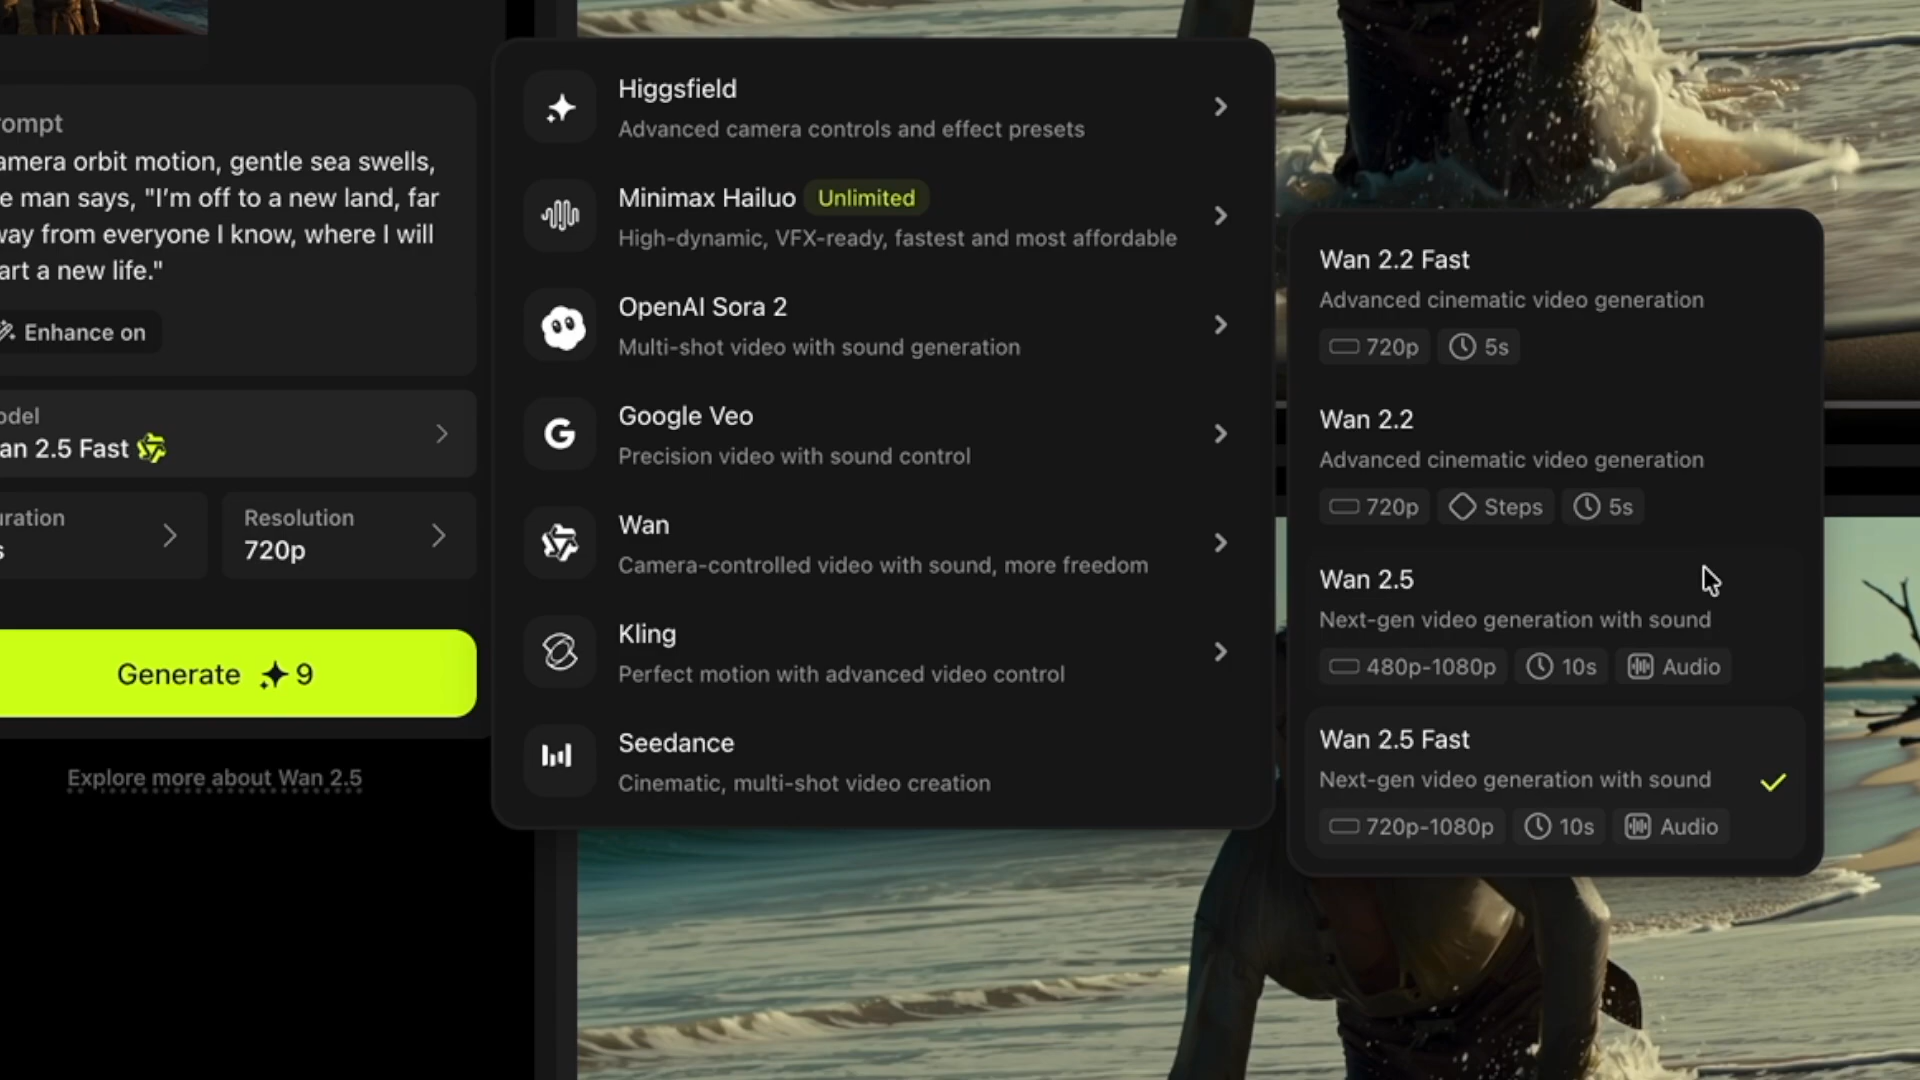 ompt
amera orbit motion, gentle sea swells,
e man says, "I'm off to a new land, far
way from everyone I know, where I will
art a new life."
Enhance on
odel
an 2.5 Fast
uration
s
Resolution
720p
Generate 9
Explore more about Wan 2.5
Higgsfield
Advanced camera controls and effect presets
Minimax Hailuo Unlimited
High-dynamic, VFX-ready, fastest and most affordable
OpenAI Sora 2
Multi-shot video with sound generation
Google Veo
Precision video with sound control
Wan
Camera-controlled video with sound, more freedom
Kling
Perfect motion with advanced video control
Seedance
Cinematic, multi-shot video creation
Wan 2.2 Fast
Advanced cinematic video generation
720p 5s
Wan 2.2
Advanced cinematic video generation
720p Steps 5s
Wan 2.5
Next-gen video generation with sound
480p-1080p 10s Audio
Wan 2.5 Fast
Next-gen video generation with sound
720p-1080p 10s Audio